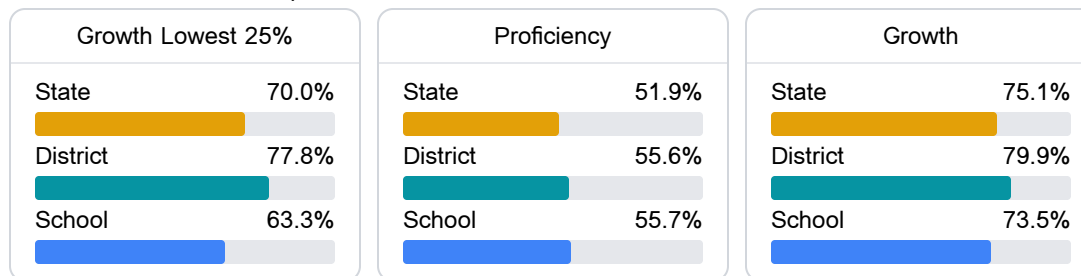 Growth Lowest 25%
State 70.0%
District 77.8%
School 63.3%
Proficiency
State 51.9%
District 55.6%
School 55.7%
Growth
State 75.1%
District 79.9%
School 73.5%